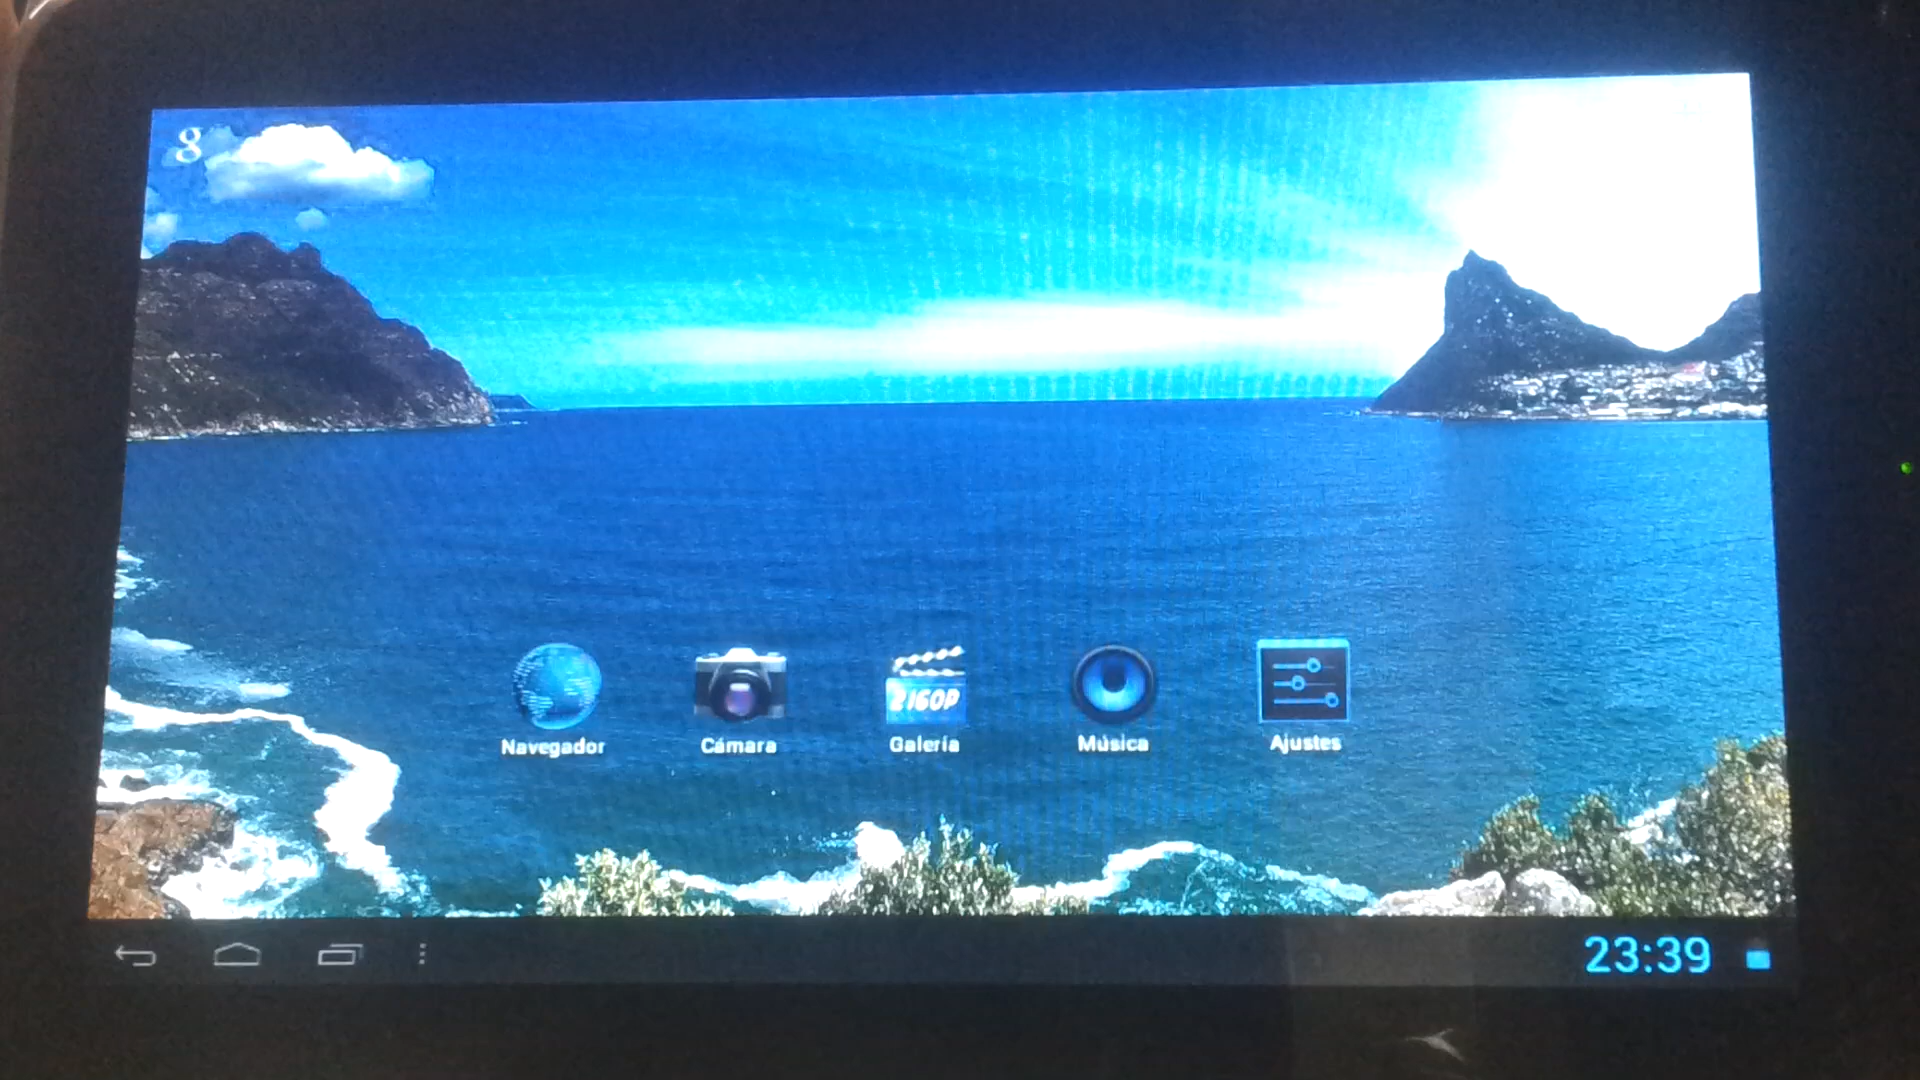 8
2160P
Navegador
Cámara
Galería
Música
Ajustes
23:39